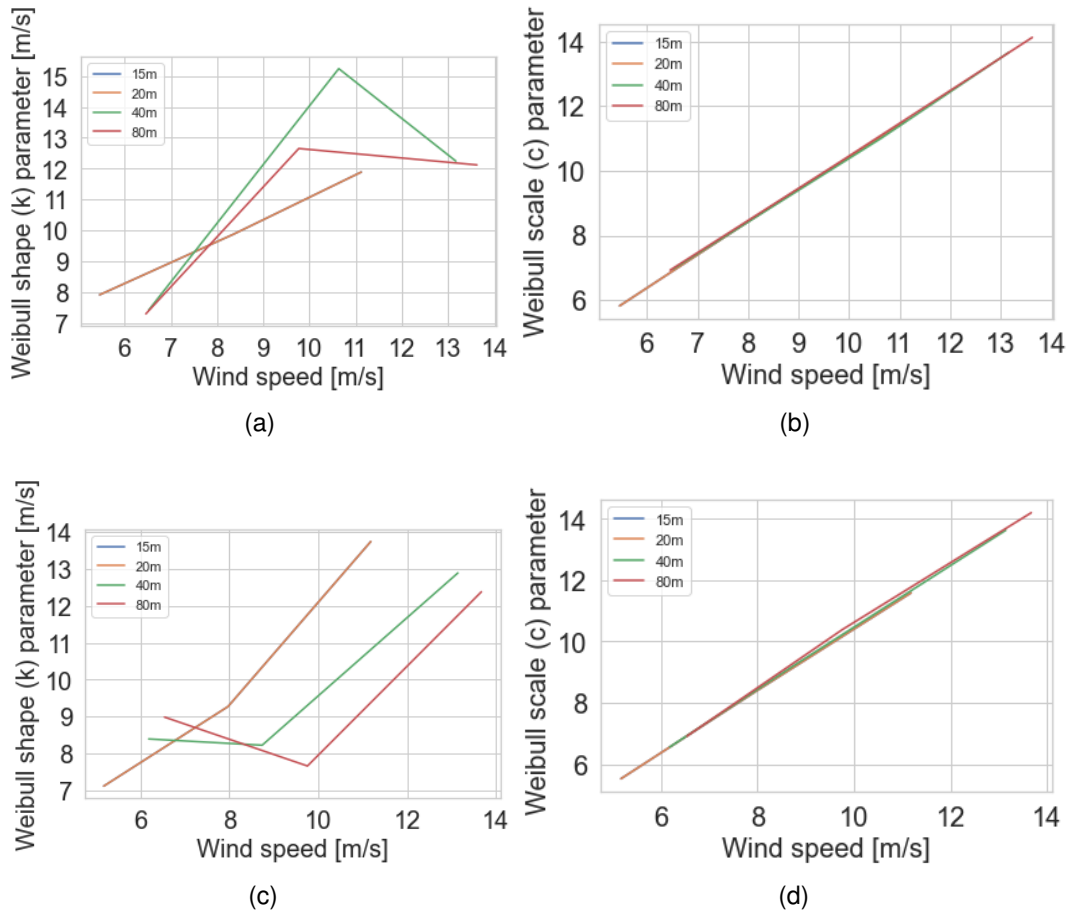 Weibull shape (k) parameter [m/s]
15
14
13
12
11
10
9
8
7
15m
20m
40m
80m
6 7 8 9 10 11 12 13 14
Wind speed [m/s]
(a)
Weibull scale (c) parameter
14
12
10
8
6
15m
20m
40m
80m
6 7 8 9 10 11 12 13 14
Wind speed [m/s]
(b)
Weibull shape (k) parameter [m/s]
14
13
12
11
10
9
8
7
15m
20m
40m
80m
6 8 10 12 14
Wind speed [m/s]
(c)
Weibull scale (c) parameter
14
12
10
8
6
15m
20m
40m
80m
6 8 10 12 14
Wind speed [m/s]
(d)